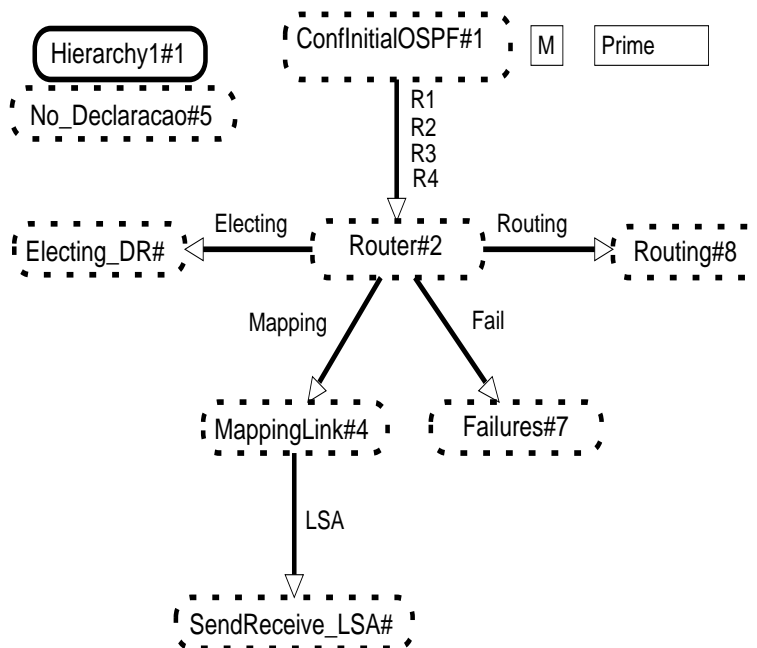 Hierarchy1#1
ConfInitialOSPF#1
M
Prime
No_Declaracao#5
R1
R2
R3
R4
Electing
Routing
Electing_DR#
Router#2
Routing#8
Mapping
Fail
MappingLink#4
Failures#7
LSA
SendReceive_LSA#